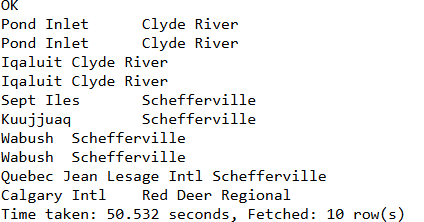 OK
Pond Inlet      Clyde River
Pond Inlet      Clyde River
Iqaluit Clyde River
Iqaluit Clyde River
Sept Iles       Schefferville
Kuujjuaq        Schefferville
Wabush  Schefferville
Wabush  Schefferville
Quebec Jean Lesage Intl Schefferville
Calgary Intl    Red Deer Regional
Time taken: 50.532 seconds, Fetched: 10 row(s)